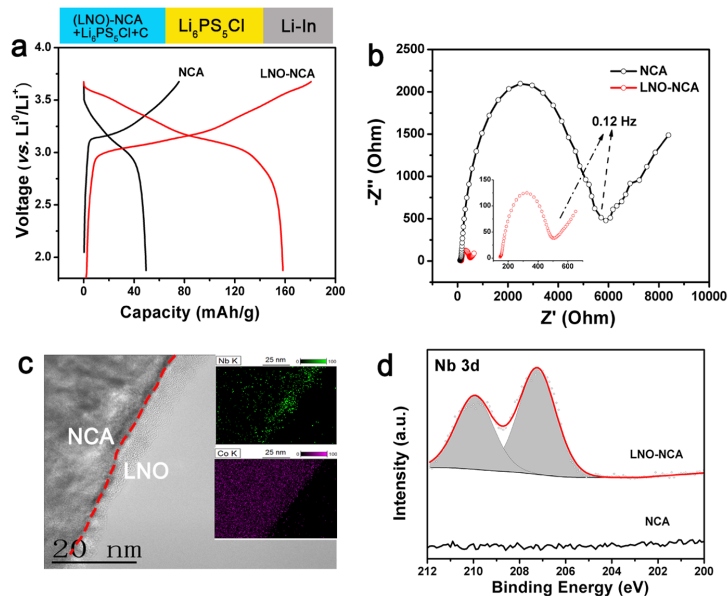 (LNO)-NCA
+Li₆PS₅Cl+C
Li₆PS₅Cl
Li-In
a
NCA
LNO-NCA
4.0
3.5
3.0
2.5
2.0
Voltage (vs. Li⁰/Li⁺)
0
40
80
120
160
200
Capacity (mAh/g)
b
NCA
LNO-NCA
0.12 Hz
2500
2000
1500
1000
500
0
-Z'' (Ohm)
150
100
50
0
200
400
600
0
2000
4000
6000
8000
10000
Z' (Ohm)
c
NCA
LNO
20 nm
Nb K
25 nm
0
100
Co K
25 nm
0
100
d
Nb 3d
LNO-NCA
NCA
Intensity (a.u.)
212
210
208
206
204
202
200
Binding Energy (eV)